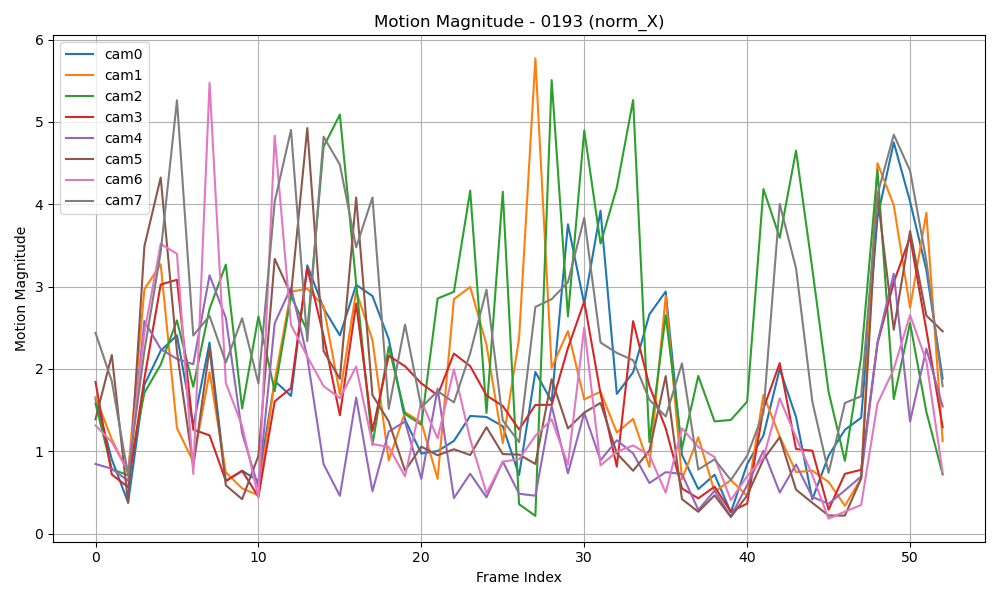 Motion Magnitude - 0193 (norm_X)
6
5
4
3
2
1
0
Motion Magnitude
cam0
cam1
cam2
cam3
cam4
cam5
cam6
cam7
0 10 20 30 40 50
Frame Index